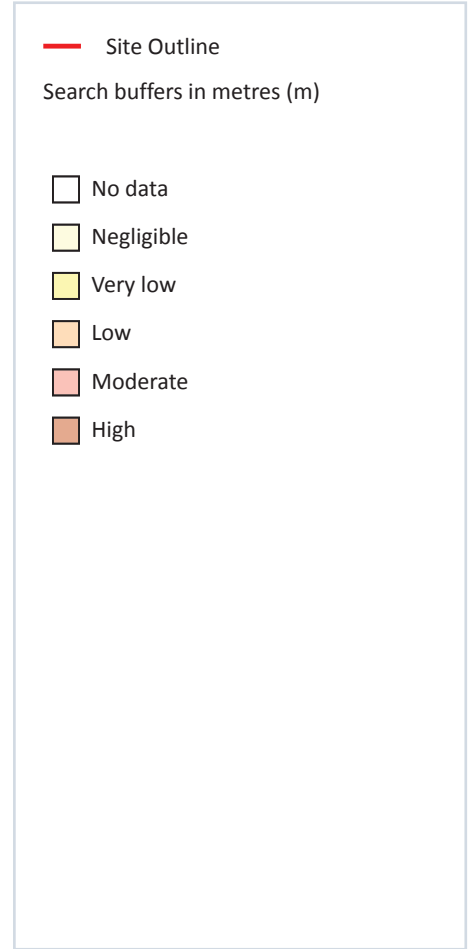 Site Outline
Search buffers in metres (m)
No data
Negligible
Very low
Low
Moderate
High